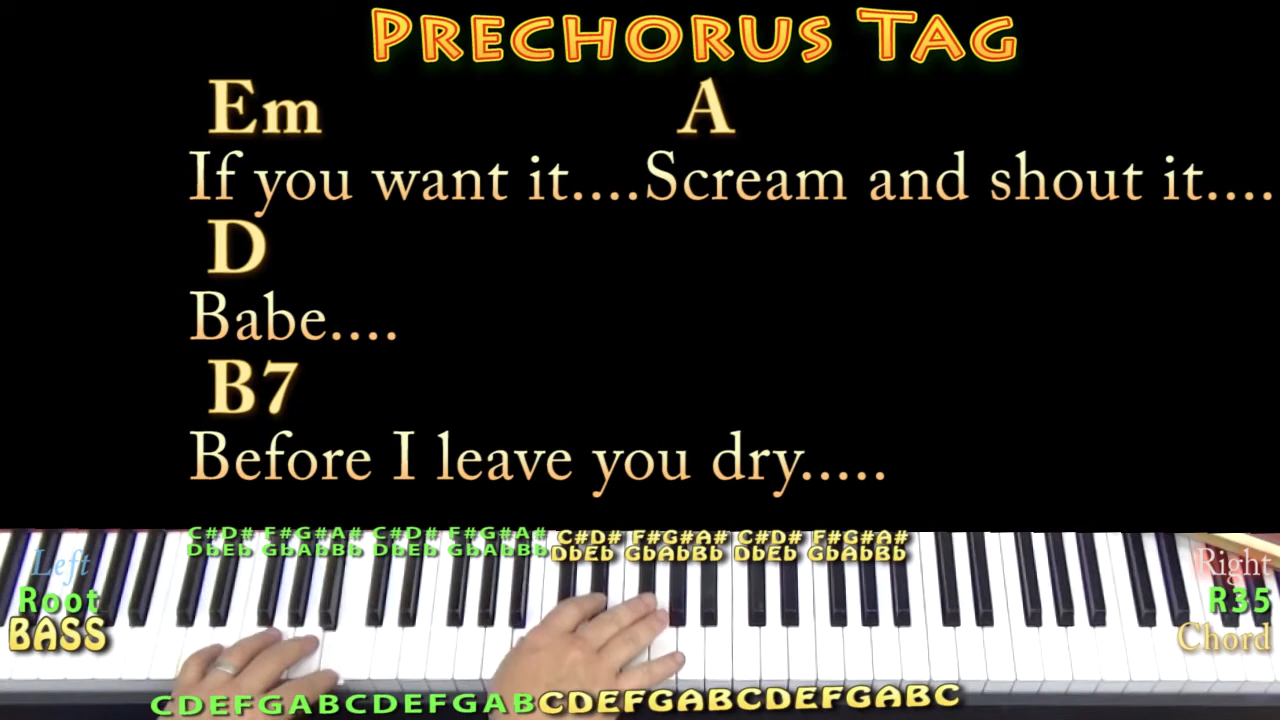 PRECHORUS TAG
Em A
If you want it....Scream and shout it....
D
Babe....
B7
Before I leave you dry.....
C#D# F#G#A# C#D# F#G#A# C#D# F#G#A# C#D# F#G#A#
DbEb GbAbBb DbEb GbAbBb DbEb GbAbBb DbEb GbAbBb
Left
Root
BASS
Right
R35
Chord
CDEFGABCDEFGABCDEFGABCDEFGABC